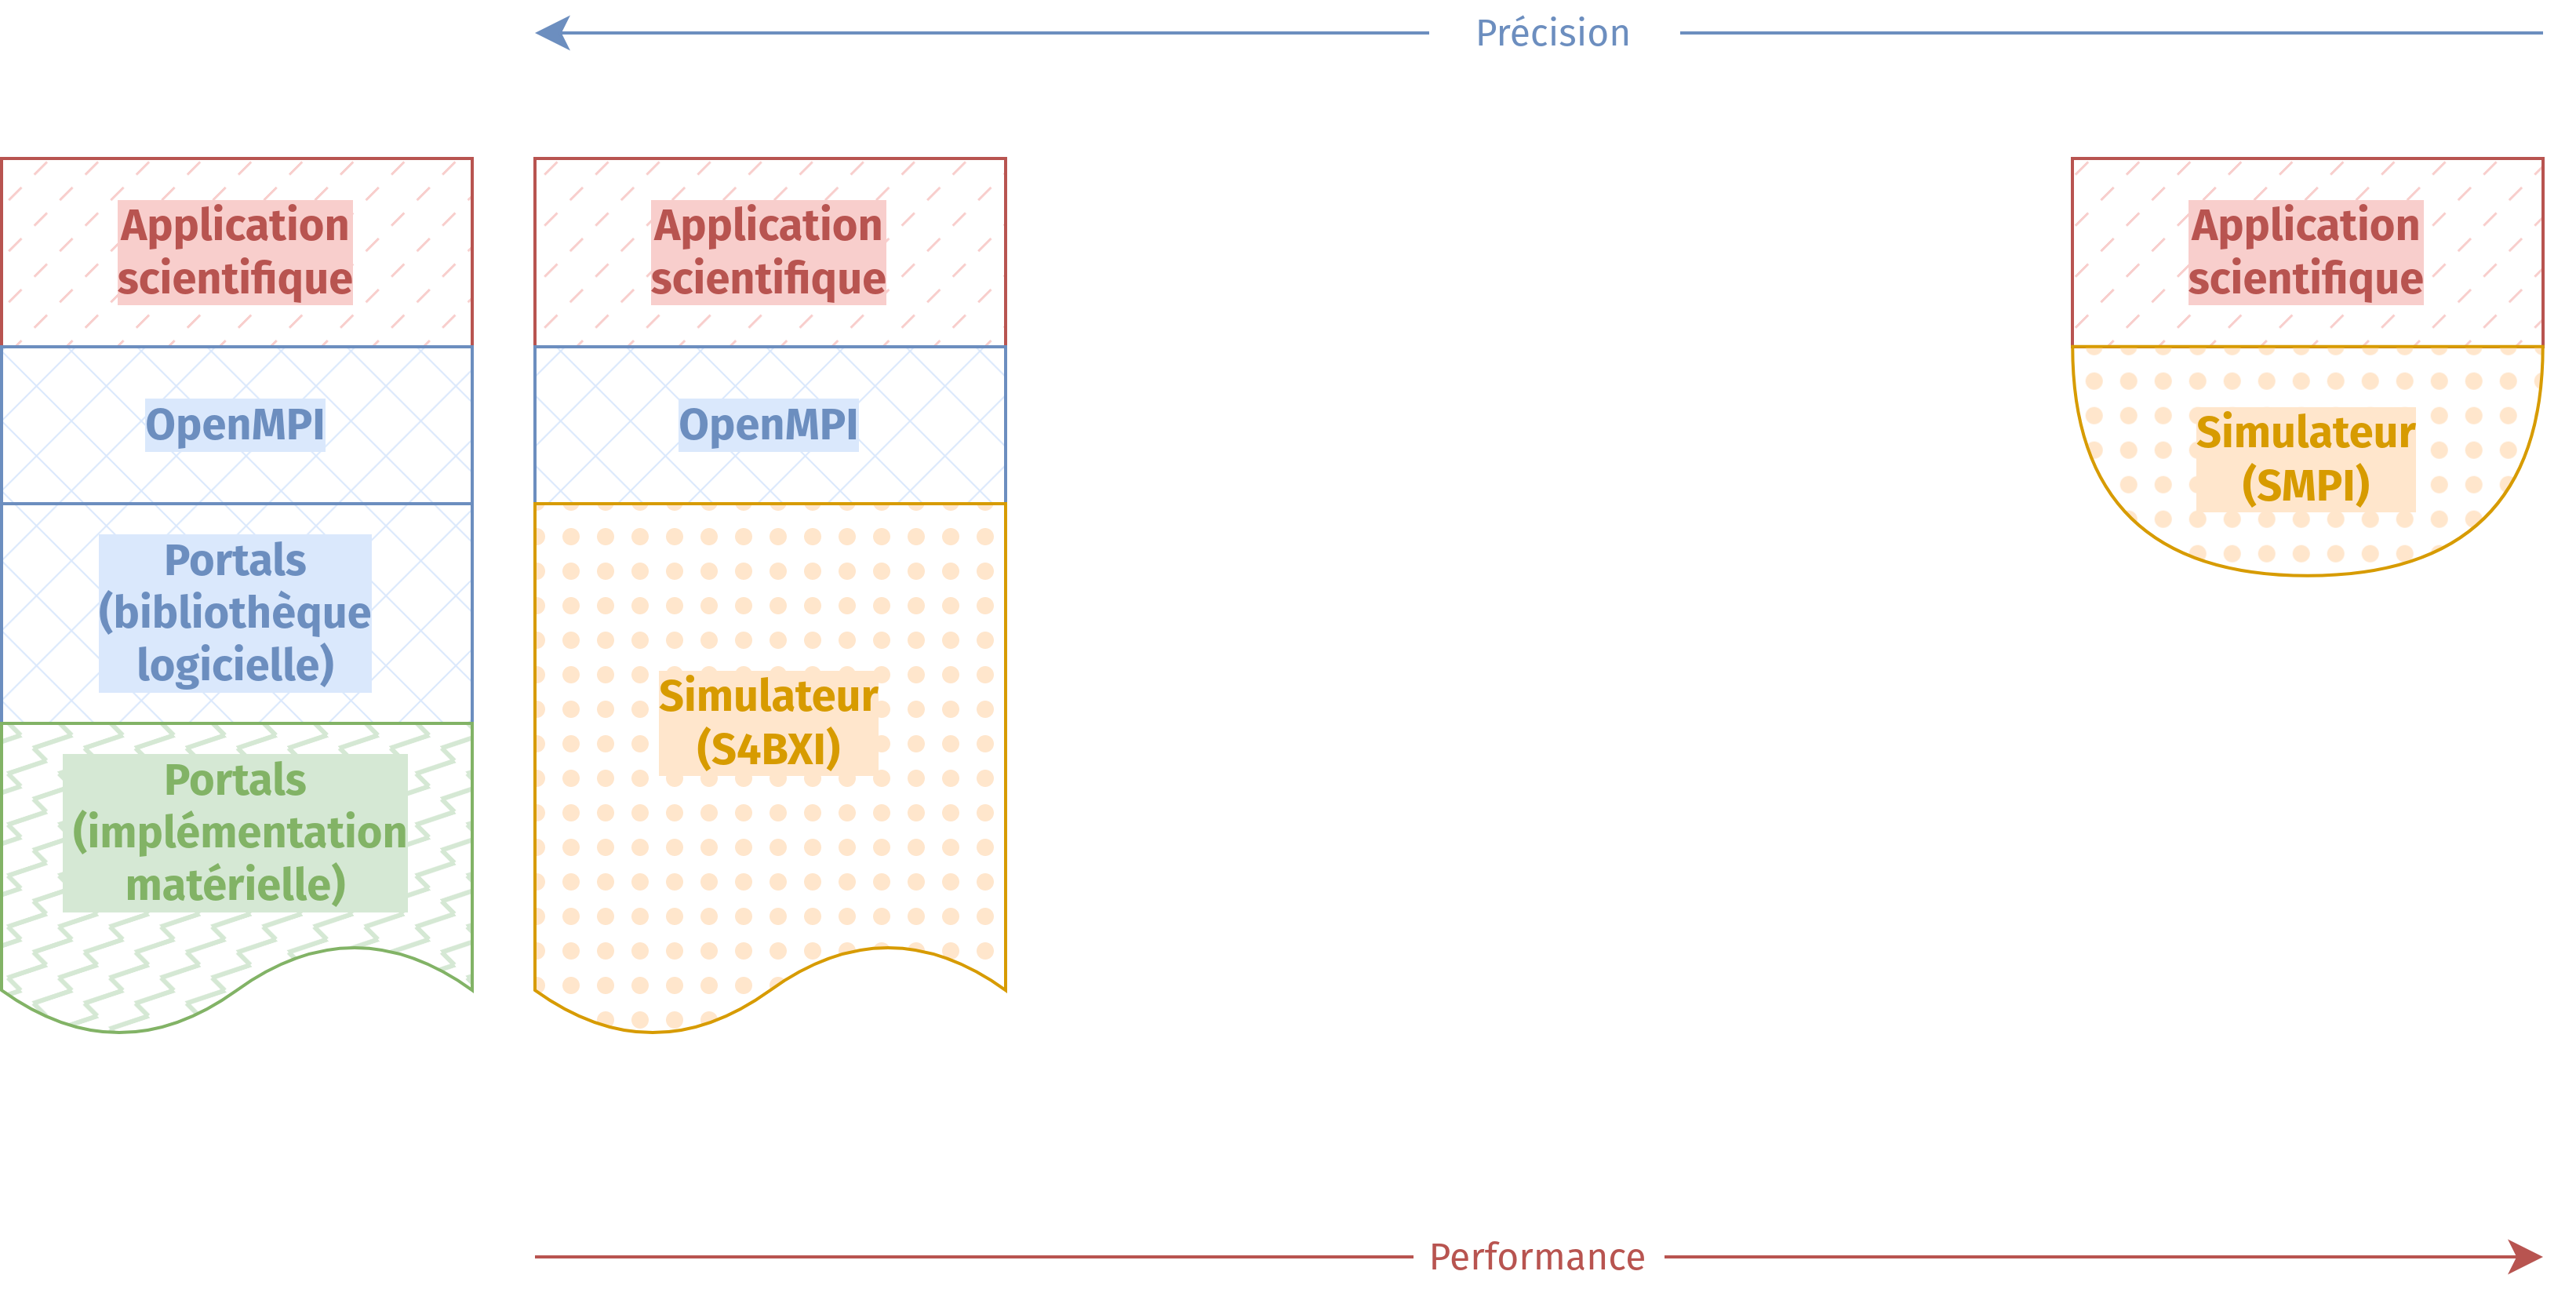 Précision
Application
scientifique
OpenMPI
Portals
(bibliothèque
logicielle)
Portals
(implémentation
matérielle)
Application
scientifique
OpenMPI
Simulateur
(S4BXI)
Application
scientifique
Simulateur
(SMPI)
Performance